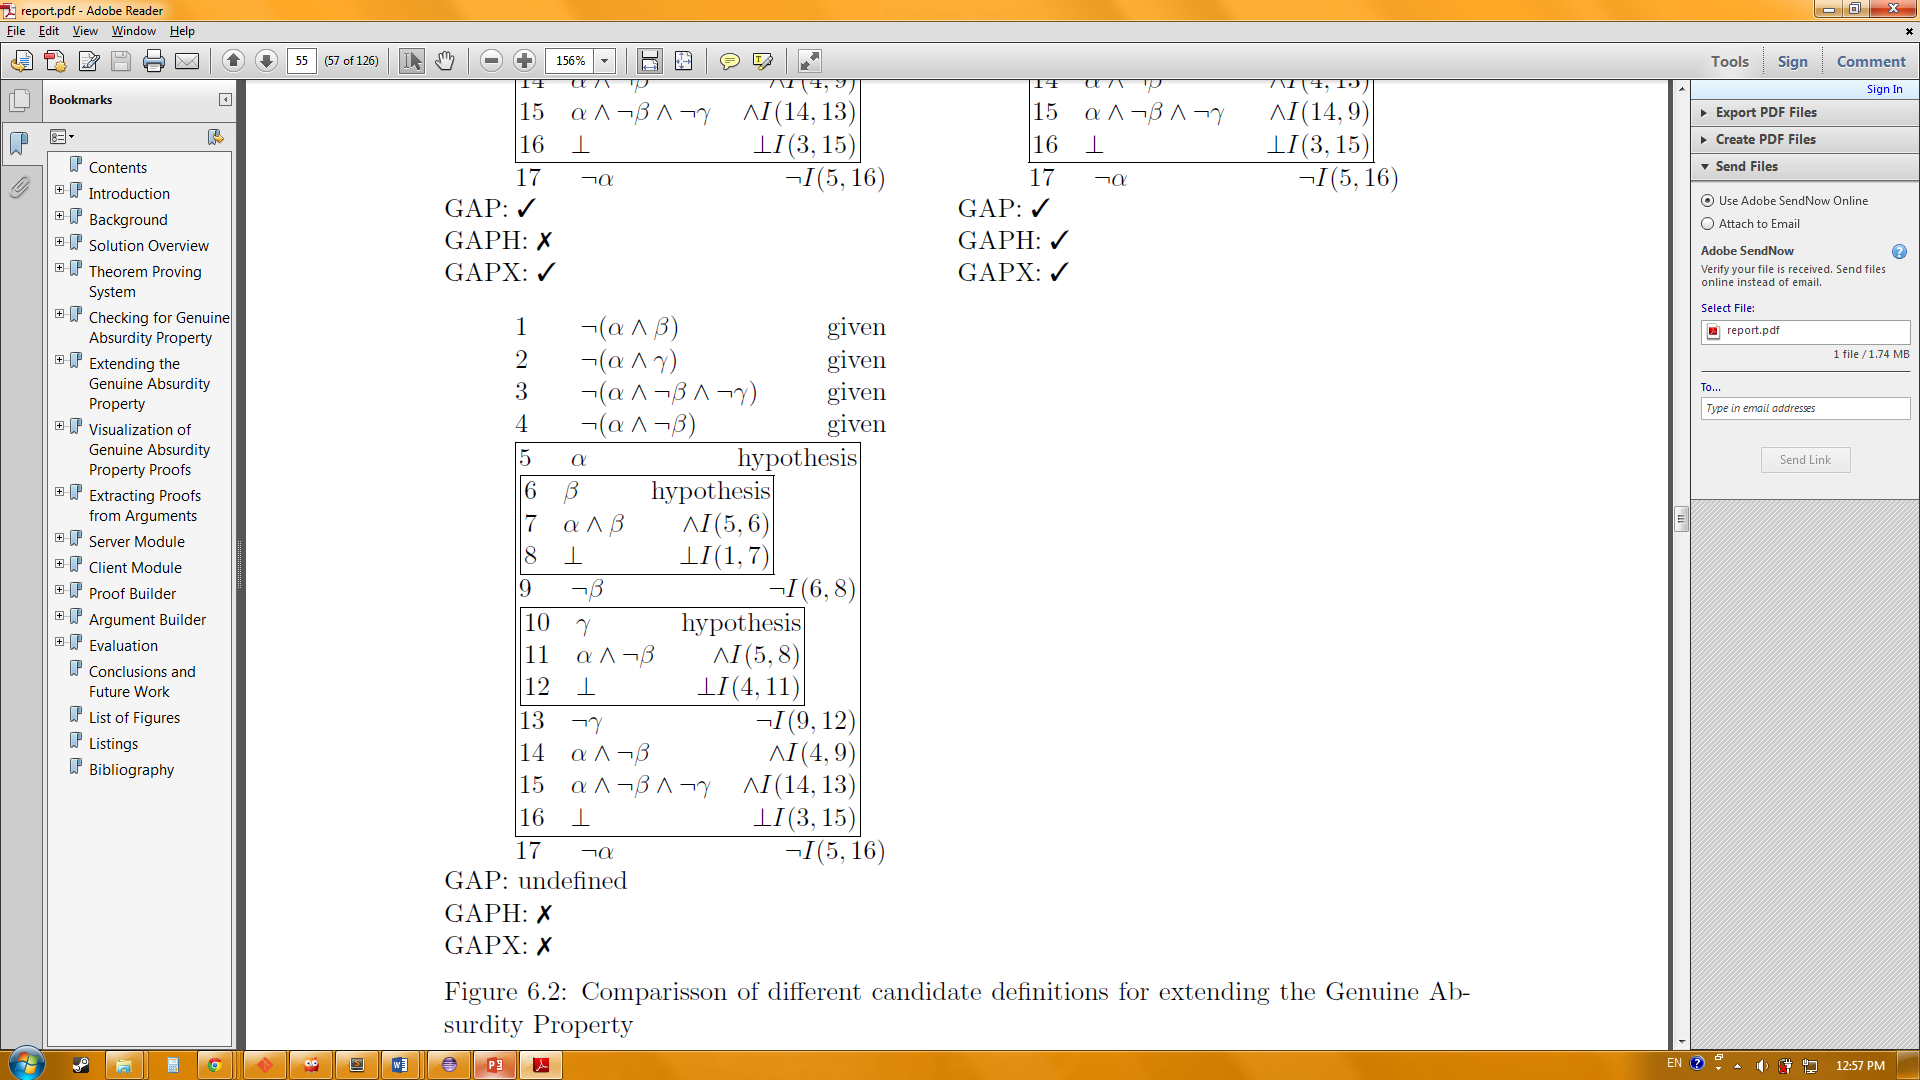 report.pdf - Adobe Reader
File Edit View Window Help
55 (57 of 126) 156%
Tools Sign Comment
Bookmarks
Contents
Introduction
Background
Solution Overview
Theorem Proving
System
Checking for Genuine
Absurdity Property
Extending the
Genuine Absurdity
Property
Visualization of
Genuine Absurdity
Property Proofs
Extracting Proofs
from Arguments
Server Module
Client Module
Proof Builder
Argument Builder
Evaluation
Conclusions and
Future Work
List of Figures
Listings
Bibliography
14 α ∧ ¬β ∧I(4, 9)
15 α ∧ ¬β ∧ ¬γ ∧I(14, 13)
16 ⊥ ⊥I(3, 15)
17 ¬α ¬I(5, 16)
GAP: ✓
GAPH: ✗
GAPX: ✓
14 α ∧ ¬β ∧I(4, 13)
15 α ∧ ¬β ∧ ¬γ ∧I(14, 9)
16 ⊥ ⊥I(3, 15)
17 ¬α ¬I(5, 16)
GAP: ✓
GAPH: ✓
GAPX: ✓
1 ¬(α ∧ β) given
2 ¬(α ∧ γ) given
3 ¬(α ∧ ¬β ∧ ¬γ) given
4 ¬(α ∧ ¬β) given
5 α hypothesis
6 β hypothesis
7 α ∧ β ∧I(5, 6)
8 ⊥ ⊥I(1, 7)
9 ¬β ¬I(6, 8)
10 γ hypothesis
11 α ∧ ¬β ∧I(5, 8)
12 ⊥ ⊥I(4, 11)
13 ¬γ ¬I(9, 12)
14 α ∧ ¬β ∧I(4, 9)
15 α ∧ ¬β ∧ ¬γ ∧I(14, 13)
16 ⊥ ⊥I(3, 15)
17 ¬α ¬I(5, 16)
GAP: undefined
GAPH: ✗
GAPX: ✗
Figure 6.2: Comparisson of different candidate definitions for extending the Genuine Ab-
surdity Property
Sign In
Export PDF Files
Create PDF Files
Send Files
Use Adobe SendNow Online
Attach to Email
Adobe SendNow
Verify your file is received. Send files
online instead of email.
Select File:
report.pdf
1 file / 1.74 MB
To...
Type in email addresses
Send Link
EN 12:57 PM